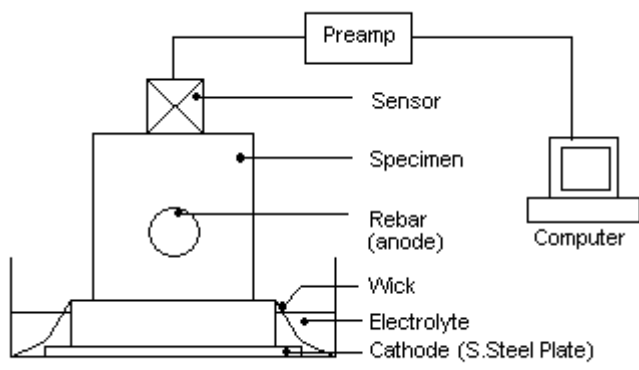 Preamp
Sensor
Specimen
Rebar
(anode)
Computer
Wick
Electrolyte
Cathode (S.Steel Plate)